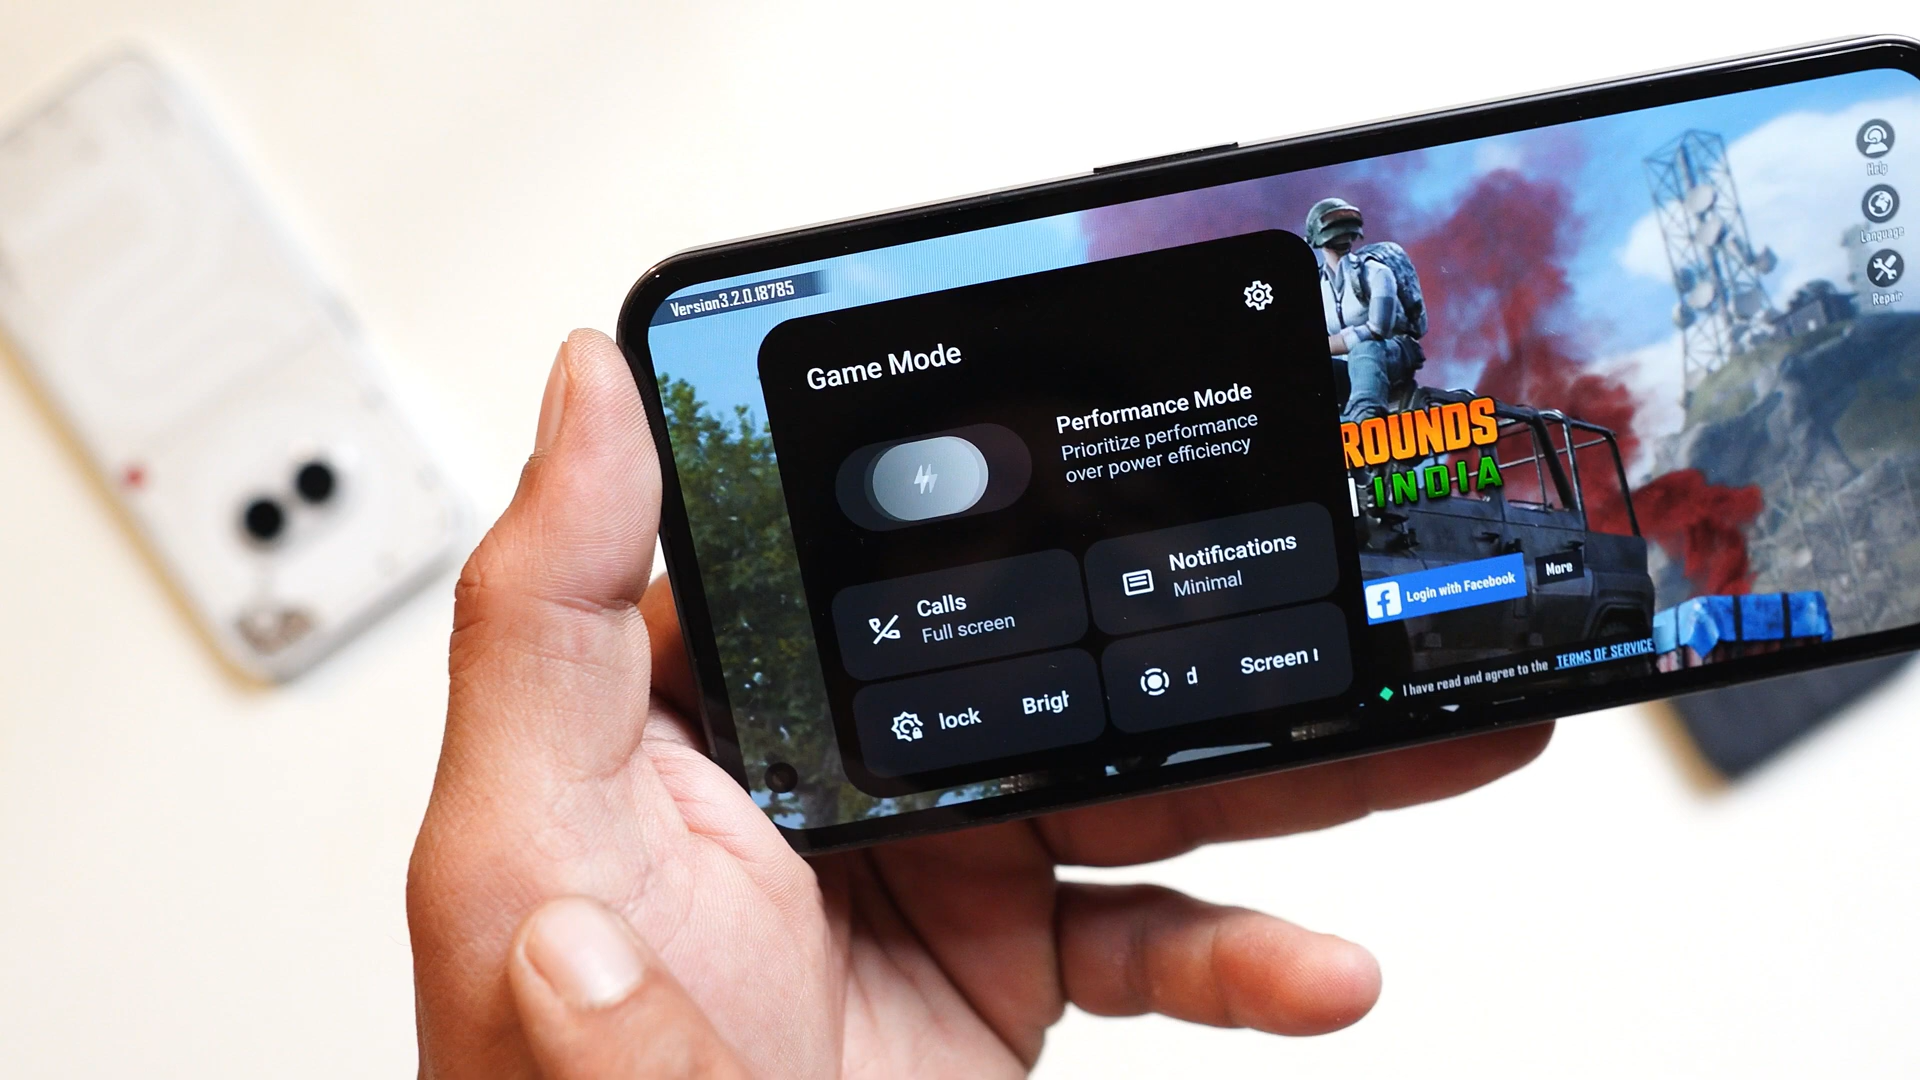 Version3.2.0.18785
Game Mode
Performance Mode
Prioritize performance
over power efficiency
Calls
Full screen
Notifications
Minimal
lock Brigh
d Screen r
ROUNDS
INDIA
Login with Facebook
More
I have read and agree to the TERMS OF SERVICE
Help
Language
Repair